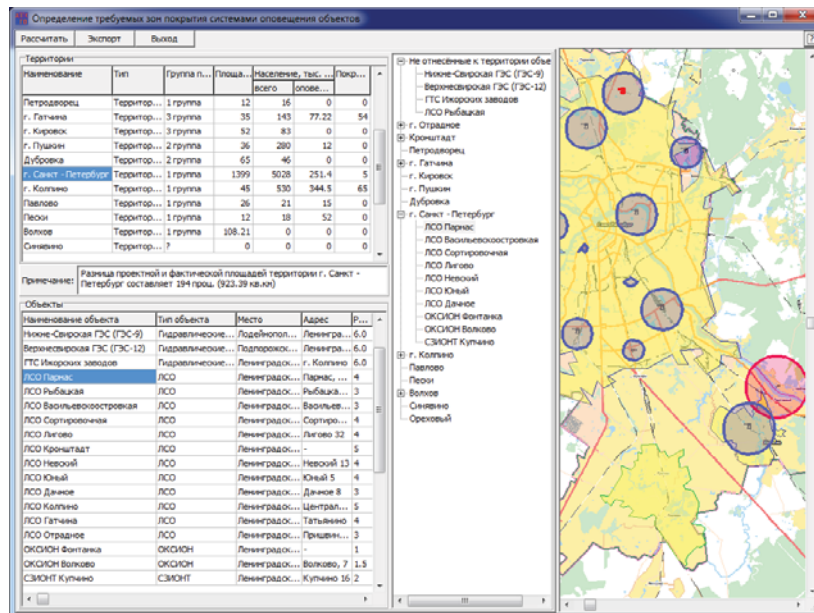 Определение требуемых зон покрытия системами оповещения объектов
Рассчитать Экспорт Выход
Территории
Наименование Тип Группа п... Площа... Население, тыс. ... Покр...
всего опове...
Петродворец Территор... 1 группа 12 16 0 0
г. Гатчина Территор... 3 группа 35 143 77.22 54
г. Кировск Территор... 3 группа 52 83 0 0
г. Пушкин Территор... 2 группа 36 280 12 0
Дубровка Территор... 2 группа 65 46 0 0
г. Санкт - Петербург Территор... 1 группа 1399 5028 251.4 5
г. Колпино Территор... 1 группа 45 530 344.5 65
Павлово Территор... 1 группа 26 21 15 0
Пески Территор... 1 группа 12 18 52 0
Волхов Территор... 1 группа 108.21 0 0 0
Синявино Территор... ? 0 0 0 0
Примечание: Разница проектной и фактической площадей территории г. Санкт -
Петербург составляет 194 проц. (923.39 кв.км)
Объекты
Наименование объекта Тип объекта Место Адрес Р...
Нижне-Свирская ГЭС (ГЭС-9) Гидравлические... Лодейнопол... Ленингра... 6.0
Верхнесвирская ГЭС (ГЭС-12) Гидравлические... Подпорожск... Ленингра... 6.0
ГТС Ижорских заводов Гидравлические... Ленинградск... г. Колпино 6.0
ЛСО Парнас ЛСО Ленинградск... Парнас, ... 4
ЛСО Рыбацкая ЛСО Ленинградск... Рыбацка... 3
ЛСО Васильевскоостровкая ЛСО Ленинградск... Васильев... 3
ЛСО Сортировочная ЛСО Ленинградск... Сортиро... 4
ЛСО Лигово ЛСО Ленинградск... Лигово 32 4
ЛСО Кронштадт ЛСО Ленинградск... - 5
ЛСО Невский ЛСО Ленинградск... Невский 13 4
ЛСО Юный ЛСО Ленинградск... Юный 5 4
ЛСО Дачное ЛСО Ленинградск... Дачное 8 3
ЛСО Колпино ЛСО Ленинградск... Централ... 5
ЛСО Гатчина ЛСО Ленинградск... Татьянино 4
ЛСО Отрадное ЛСО Ленинградск... Пришвин... 3
ОКСИОН Фонтанка ОКСИОН Ленинградск... - 1
ОКСИОН Волково ОКСИОН Ленинградск... Волково, 7 1.5
СЗИОНТ Купчино СЗИОНТ Ленинградск... Купчино 16 2
Не отнесённые к территории объе
Нижне-Свирская ГЭС (ГЭС-9)
Верхнесвирская ГЭС (ГЭС-12)
ГТС Ижорских заводов
ЛСО Рыбацкая
г. Отрадное
Кронштадт
Петродворец
г. Гатчина
г. Кировск
г. Пушкин
Дубровка
г. Санкт - Петербург
ЛСО Парнас
ЛСО Васильевскоостровкая
ЛСО Сортировочная
ЛСО Лигово
ЛСО Невский
ЛСО Юный
ЛСО Дачное
ОКСИОН Фонтанка
ОКСИОН Волково
СЗИОНТ Купчино
г. Колпино
Павлово
Пески
Волхов
Синявино
Ореховый